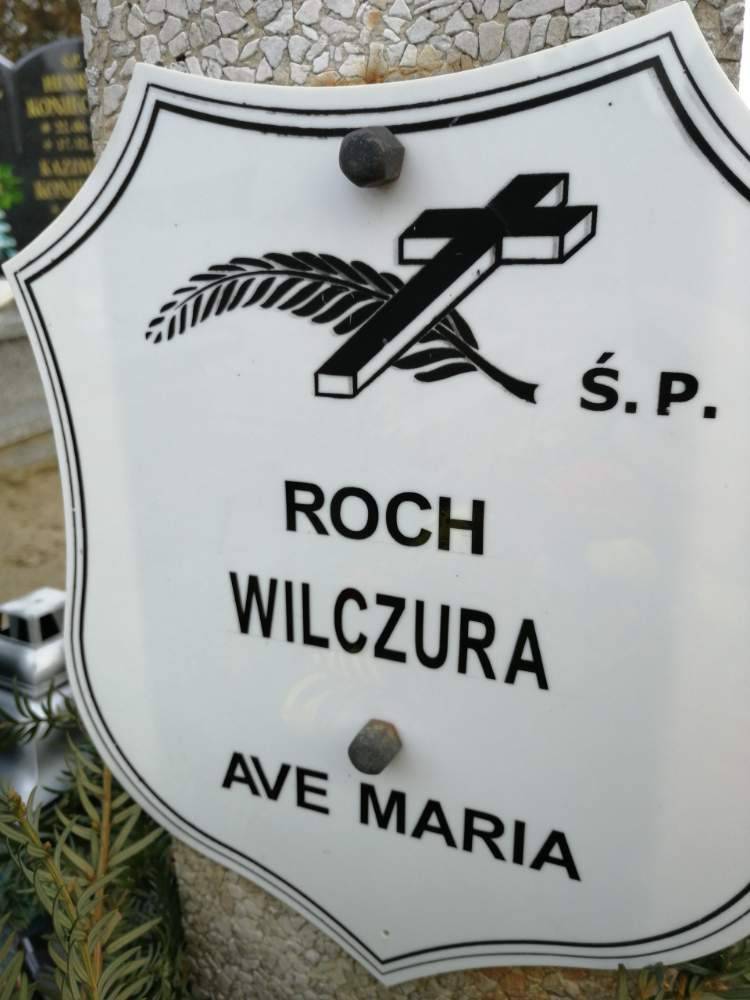 Ś.P.
ROCH
WILCZURA
AVE MARIA